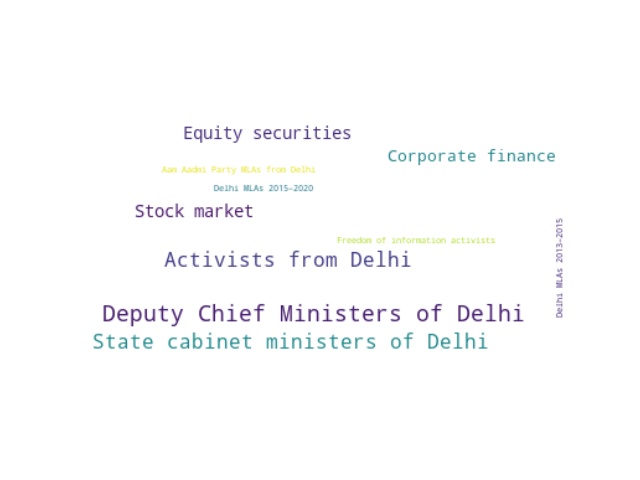 Equity securities
Corporate finance
Aam Aadmi Party MLAs from Delhi
Delhi MLAs 2015–2020
Stock market
Freedom of information activists
Activists from Delhi
Delhi MLAs 2013–2015
Deputy Chief Ministers of Delhi
State cabinet ministers of Delhi